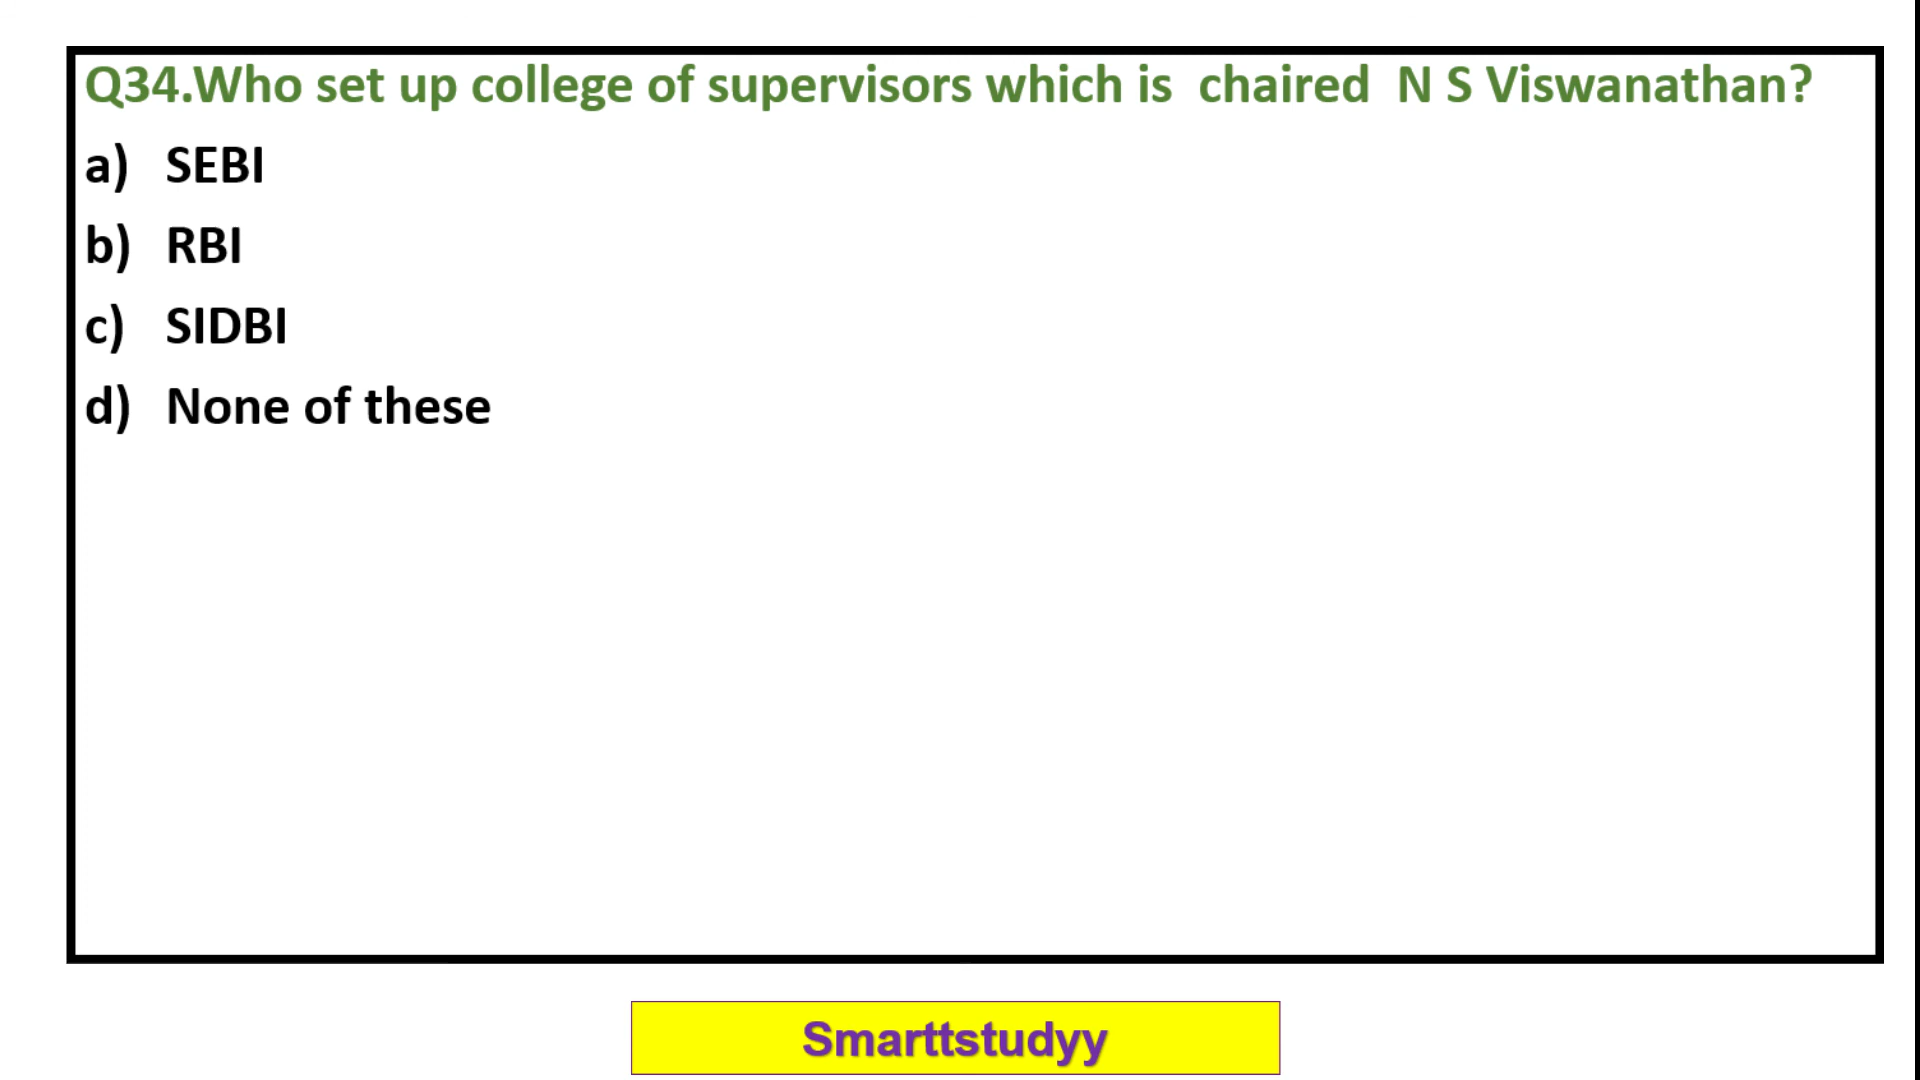 Q34.Who set up college of supervisors which is  chaired  N S Viswanathan?
a) SEBI
b) RBI
c) SIDBI
d) None of these
Smarttstudyy